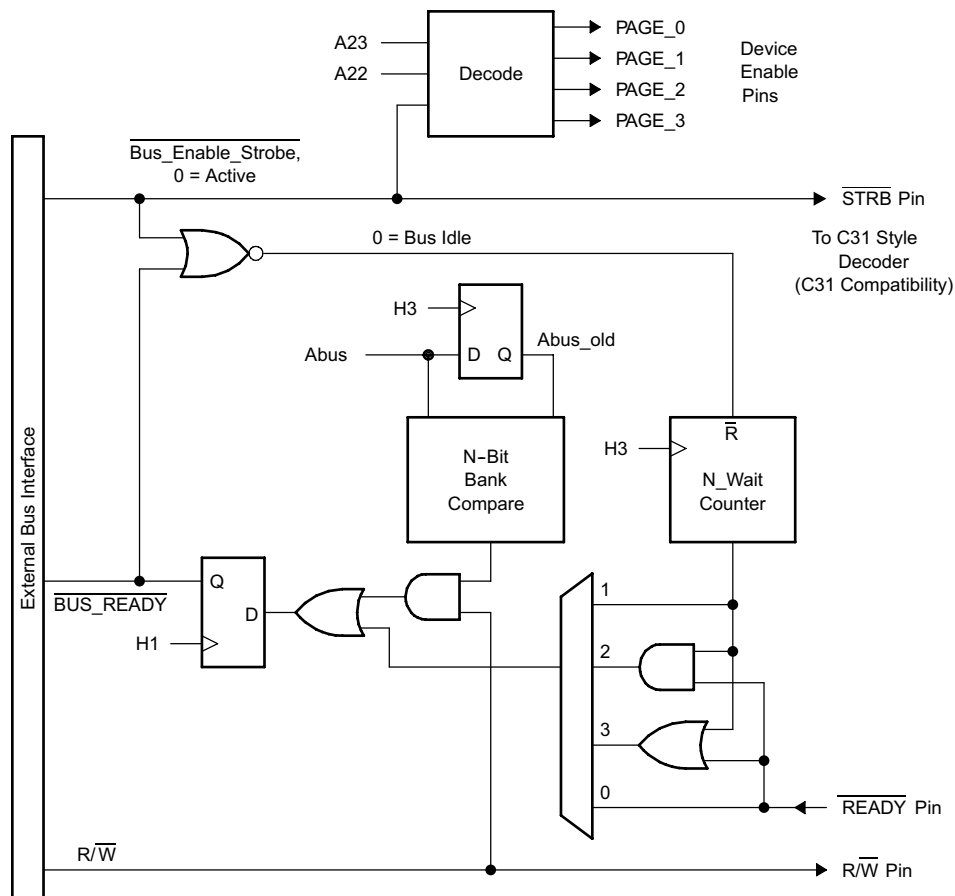 PAGE_0
A23
PAGE_1
Device
Enable
Pins
Decode
A22
PAGE_2
PAGE_3
Bus_Enable_Strobe,
0 = Active
STRB Pin
0 = Bus Idle
To C31 Style
Decoder
(C31 Compatibility)
H3
Abus
D Q
Abus_old
External Bus Interface
N-Bit
Bank
Compare
H3
R
N_Wait
Counter
Q
BUS_READY
D
H1
1
2
3
0
READY Pin
R/W
R/W Pin